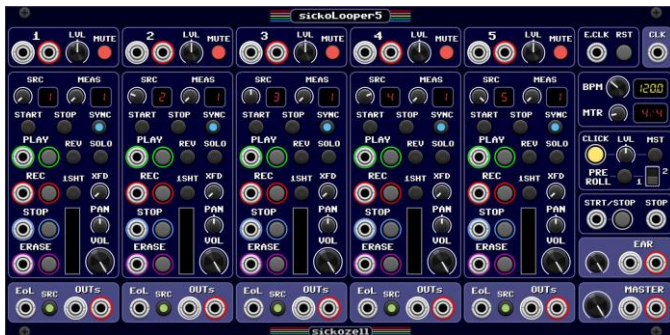 sickoLooper5
1 LVL MUTE 2 LVL MUTE 3 LVL MUTE 4 LVL MUTE 5 LVL MUTE E.CLK RST CLK
SRC MEAS SRC MEAS SRC MEAS SRC MEAS SRC MEAS
1 1 2 1 3 1 4 1 5 1 BPM 120.0
START STOP SYNC START STOP SYNC START STOP SYNC START STOP SYNC START STOP SYNC MTR 4/4
PLAY REV SOLO PLAY REV SOLO PLAY REV SOLO PLAY REV SOLO PLAY REV SOLO CLICK LVL MST
REC 1SHT XFD REC 1SHT XFD REC 1SHT XFD REC 1SHT XFD REC 1SHT XFD PRE ROLL 1 2
STOP PAN STOP PAN STOP PAN STOP PAN STOP PAN STRT/STOP STOP
ERASE VOL ERASE VOL ERASE VOL ERASE VOL ERASE VOL EAR
EoL SRC OUTs EoL SRC OUTs EoL SRC OUTs EoL SRC OUTs EoL SRC OUTs MASTER
sickozell